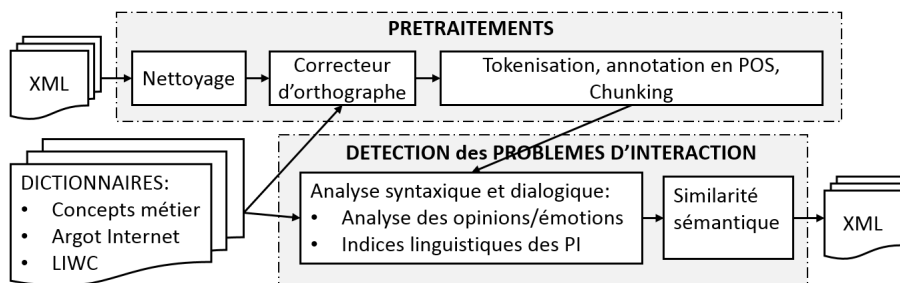 PRETRAITEMENTS
XML
Nettoyage
Correcteur
d'orthographe
Tokenisation, annotation en POS,
Chunking
DICTIONNAIRES:
• Concepts métier
• Argot Internet
• LIWC
DETECTION des PROBLEMES D'INTERACTION
Analyse syntaxique et dialogique:
• Analyse des opinions/émotions
• Indices linguistiques des PI
Similarité
sémantique
XML